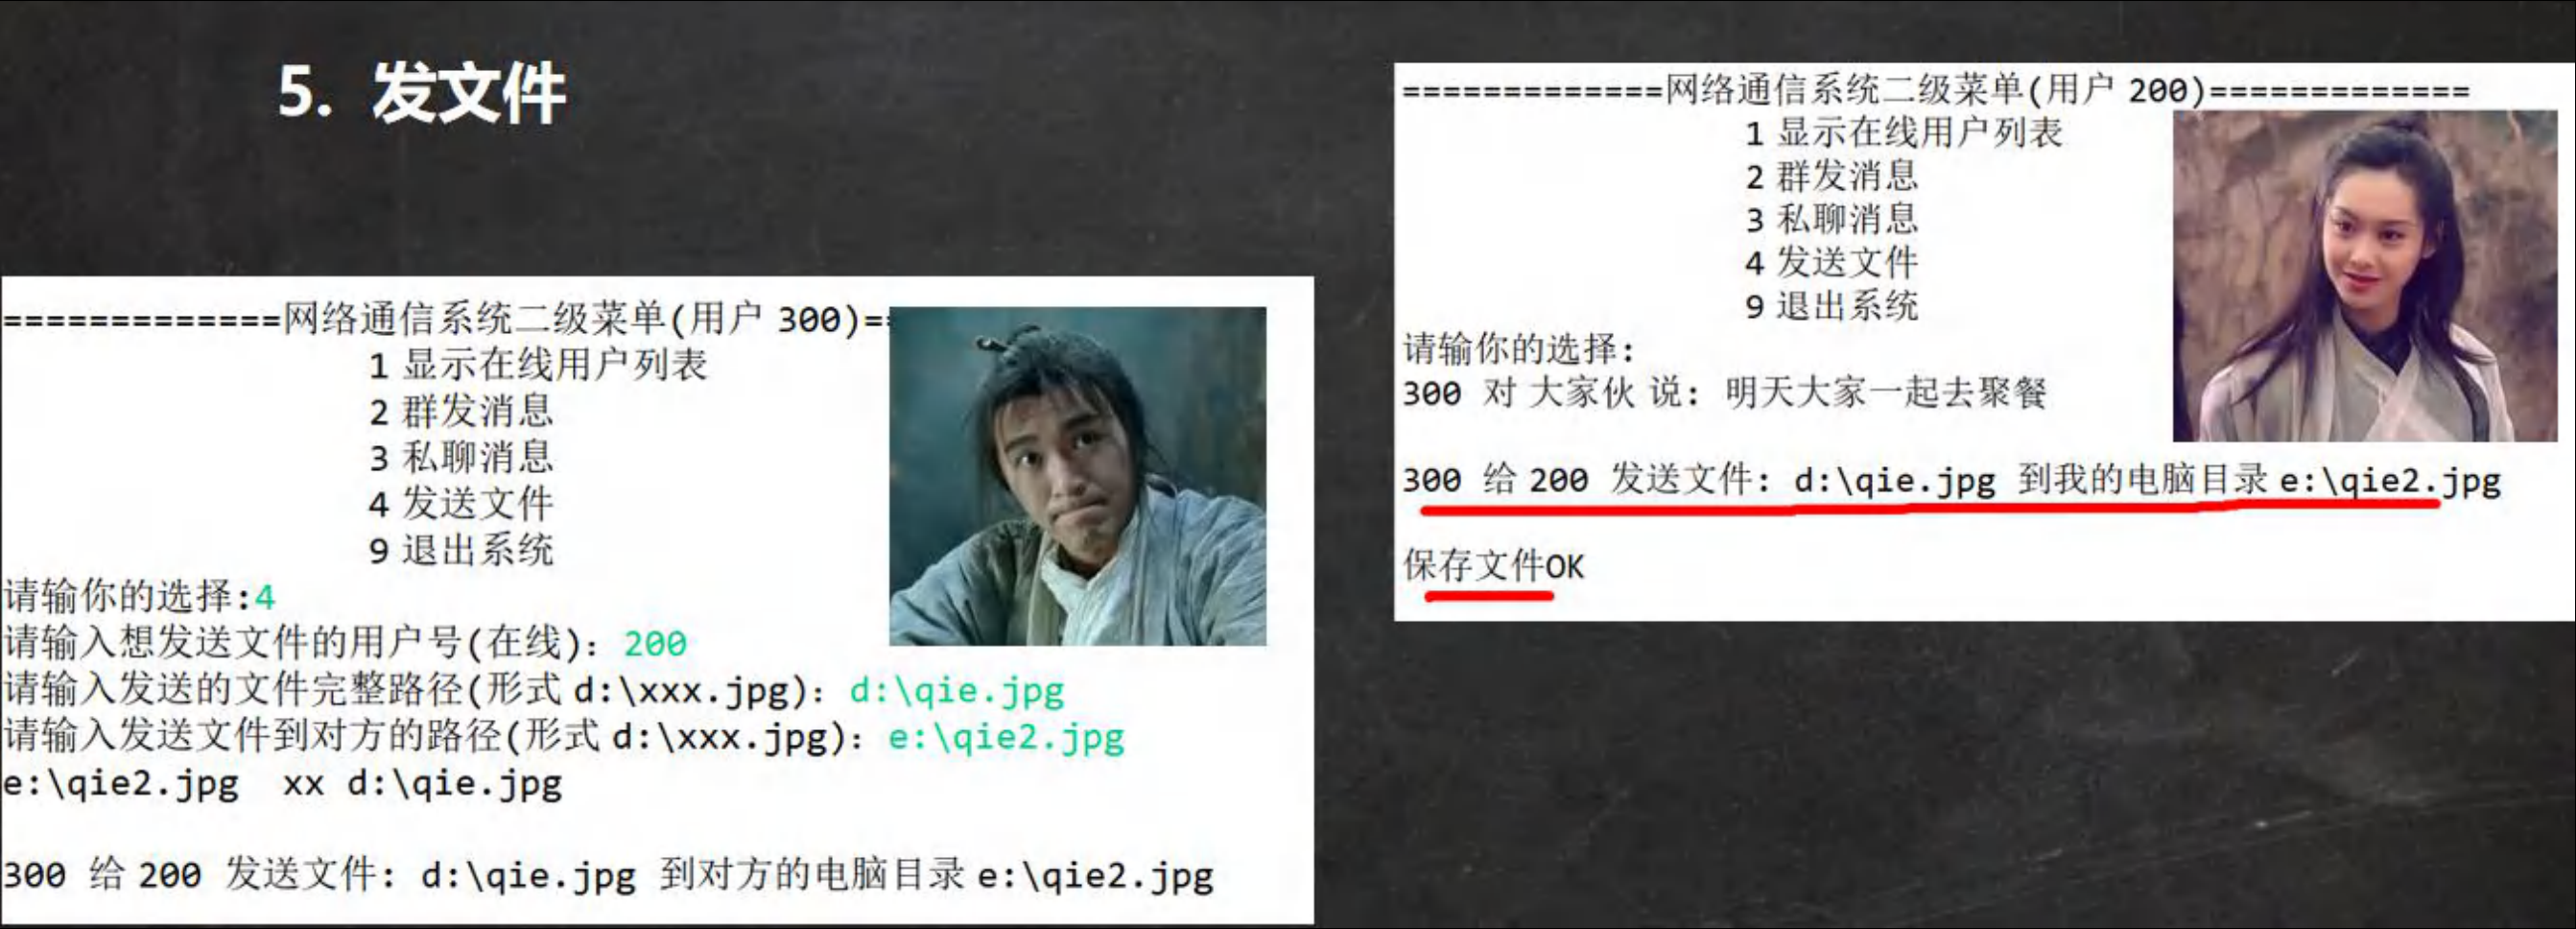 5. 发文件
=============网络通信系统二级菜单(用户 300)==
1 显示在线用户列表
2 群发消息
3 私聊消息
4 发送文件
9 退出系统
请输你的选择:4
请输入想发送文件的用户号(在线): 200
请输入发送的文件完整路径(形式 d:\xxx.jpg): d:\qie.jpg
请输入发送文件到对方的路径(形式 d:\xxx.jpg): e:\qie2.jpg
e:\qie2.jpg xx d:\qie.jpg
300 给 200 发送文件: d:\qie.jpg 到对方的电脑目录 e:\qie2.jpg
=============网络通信系统二级菜单(用户 200)=============
1 显示在线用户列表
2 群发消息
3 私聊消息
4 发送文件
9 退出系统
请输你的选择:
300 对 大家伙 说: 明天大家一起去聚餐
300 给 200 发送文件: d:\qie.jpg 到我的电脑目录 e:\qie2.jpg
保存文件OK